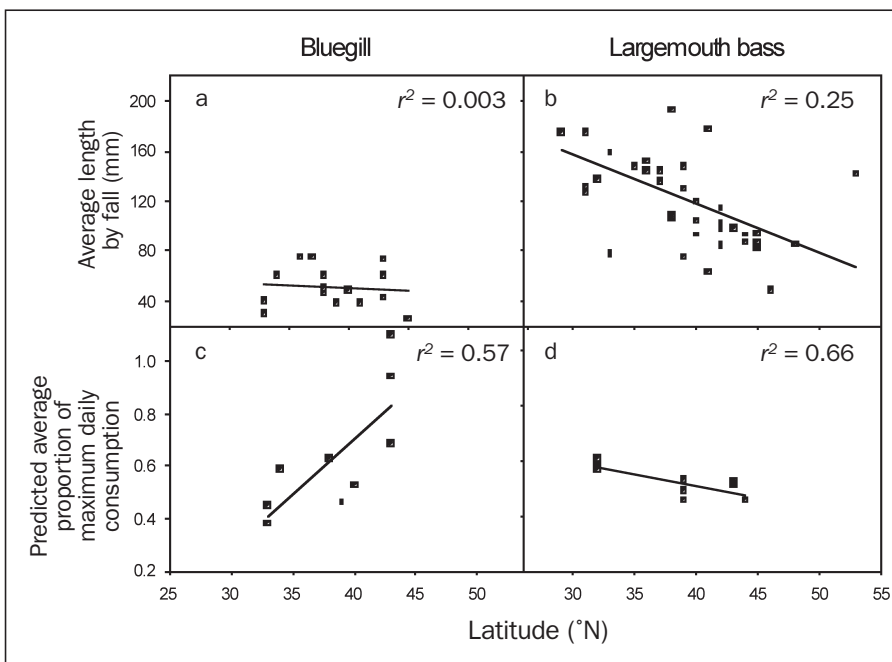 Bluegill
Largemouth bass
a
r² = 0.003
b
r² = 0.25
Average length
by fall (mm)
200
160
120
80
40
c
r² = 0.57
d
r² = 0.66
Predicted average
proportion of
maximum daily
consumption
1.0
0.8
0.6
0.4
0.2
25 30 35 40 45 50 30 35 40 45 50 55
Latitude (˚N)